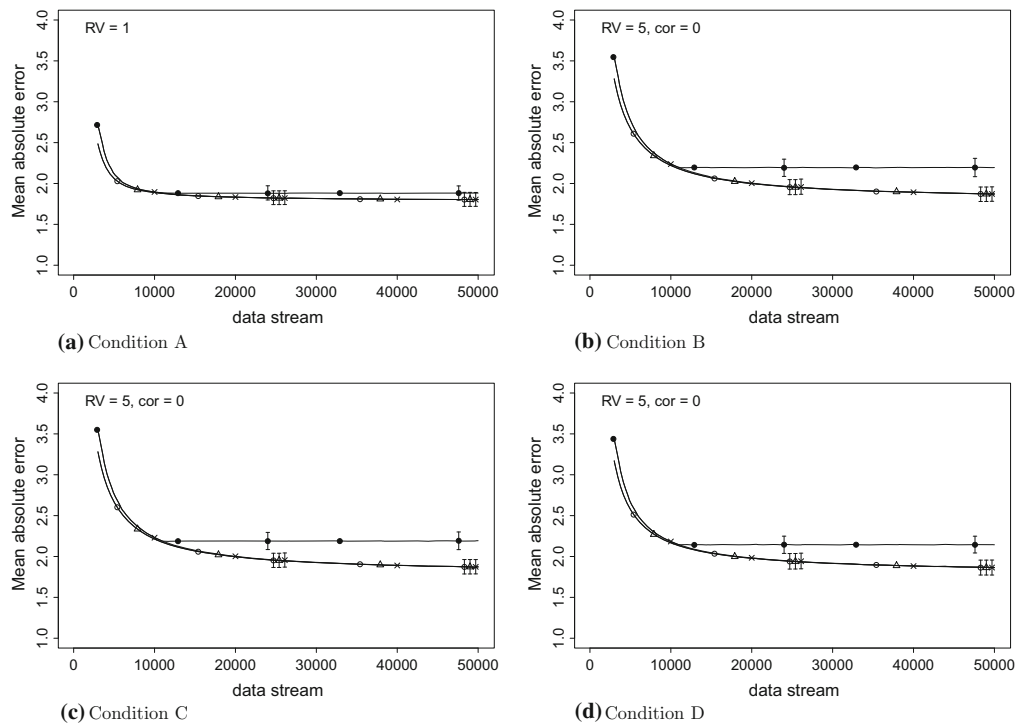 RV = 1
Mean absolute error
1.0 1.5 2.0 2.5 3.0 3.5 4.0
0 10000 20000 30000 40000 50000
data stream
(a) Condition A
RV = 5, cor = 0
Mean absolute error
1.0 1.5 2.0 2.5 3.0 3.5 4.0
0 10000 20000 30000 40000 50000
data stream
(b) Condition B
RV = 5, cor = 0
Mean absolute error
1.0 1.5 2.0 2.5 3.0 3.5 4.0
0 10000 20000 30000 40000 50000
data stream
(c) Condition C
RV = 5, cor = 0
Mean absolute error
1.0 1.5 2.0 2.5 3.0 3.5 4.0
0 10000 20000 30000 40000 50000
data stream
(d) Condition D